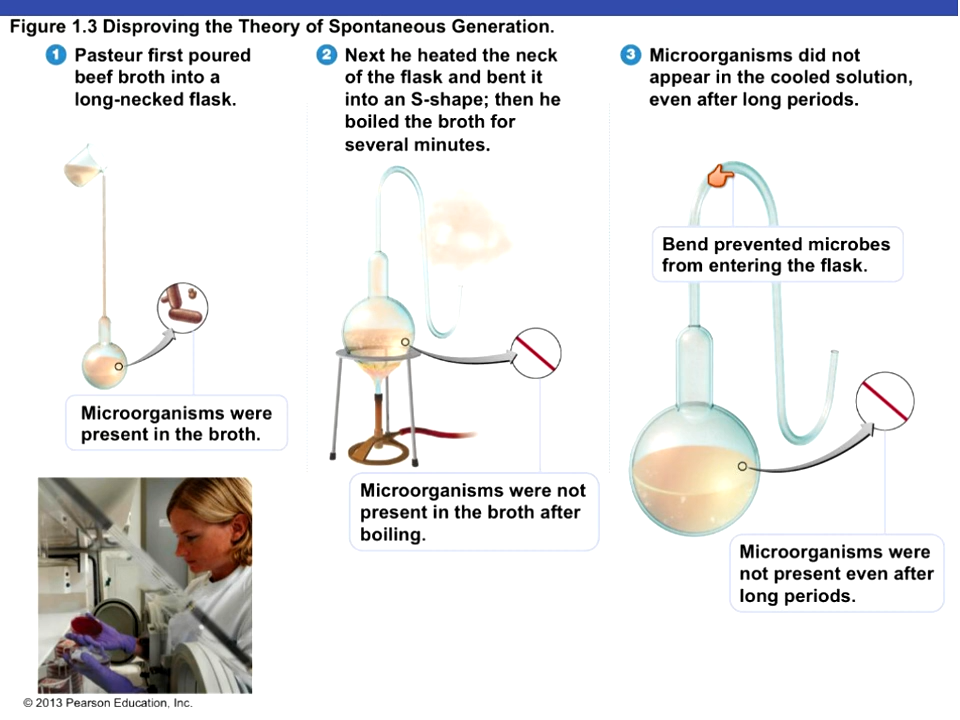 Figure 1.3 Disproving the Theory of Spontaneous Generation.
1 Pasteur first poured
beef broth into a
long-necked flask.
2 Next he heated the neck
of the flask and bent it
into an S-shape; then he
boiled the broth for
several minutes.
3 Microorganisms did not
appear in the cooled solution,
even after long periods.
Microorganisms were
present in the broth.
Microorganisms were not
present in the broth after
boiling.
Bend prevented microbes
from entering the flask.
Microorganisms were
not present even after
long periods.
© 2013 Pearson Education, Inc.